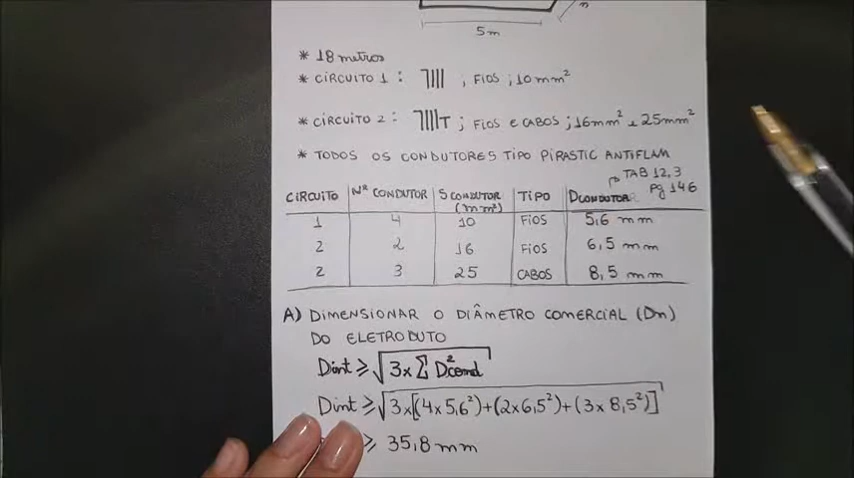 5m
n
* 18 metros
* CIRCUITO 1 : ; FIOS ; 10 mm²
* CIRCUITO 2 : ; FIOS E CABOS ; 16mm² e 25mm²
* TODOS OS CONDUTORES TIPO PIRASTIC ANTIFLAM
TAB 12,3
Pg 146
CIRCUITO Nº CONDUTOR S CONDUTOR (mm²) TIPO DCONDUTOR
1 4 10 FIOS 5,6 mm
2 2 16 FIOS 6,5 mm
2 3 25 CABOS 8,5 mm
A) DIMENSIONAR O DIÂMETRO COMERCIAL (Dn)
DO ELETRODUTO
Dint ≥ √3x Σ D²cond
Dint ≥ √3x[(4x5,6²)+(2x6,5²)+(3x8,5²)]
≥ 35,8 mm